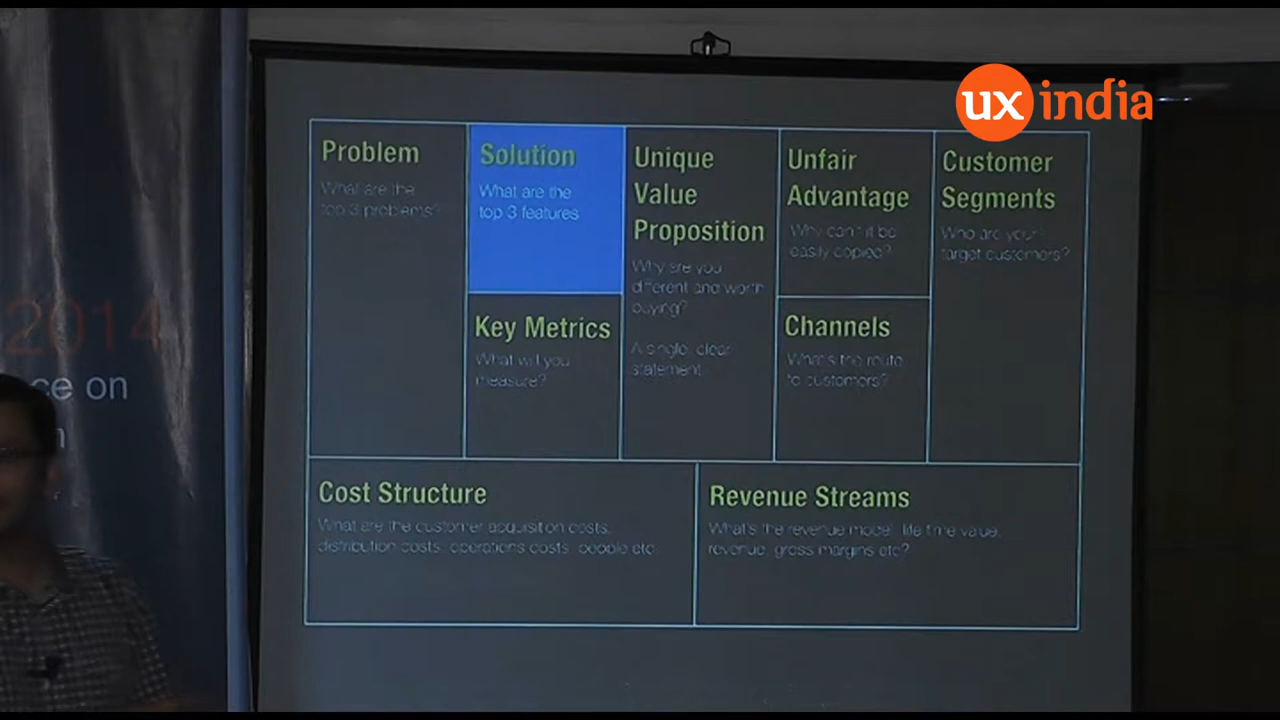 ux india
Problem
What are the
top 3 problems?
Solution
What are the
top 3 features
Unique
Value
Proposition
Why are you
different and worth
buying?
A single, clear
statement
Unfair
Advantage
Why can't it be
easily copied?
Customer
Segments
Who are your
target customers?
Key Metrics
What will you
measure?
Channels
What's the route
to customers?
Cost Structure
What are the customer acquisition costs,
distribution costs, operations costs, people etc
Revenue Streams
What's the revenue model, life time value,
revenue, gross margins etc?
2014
ce on